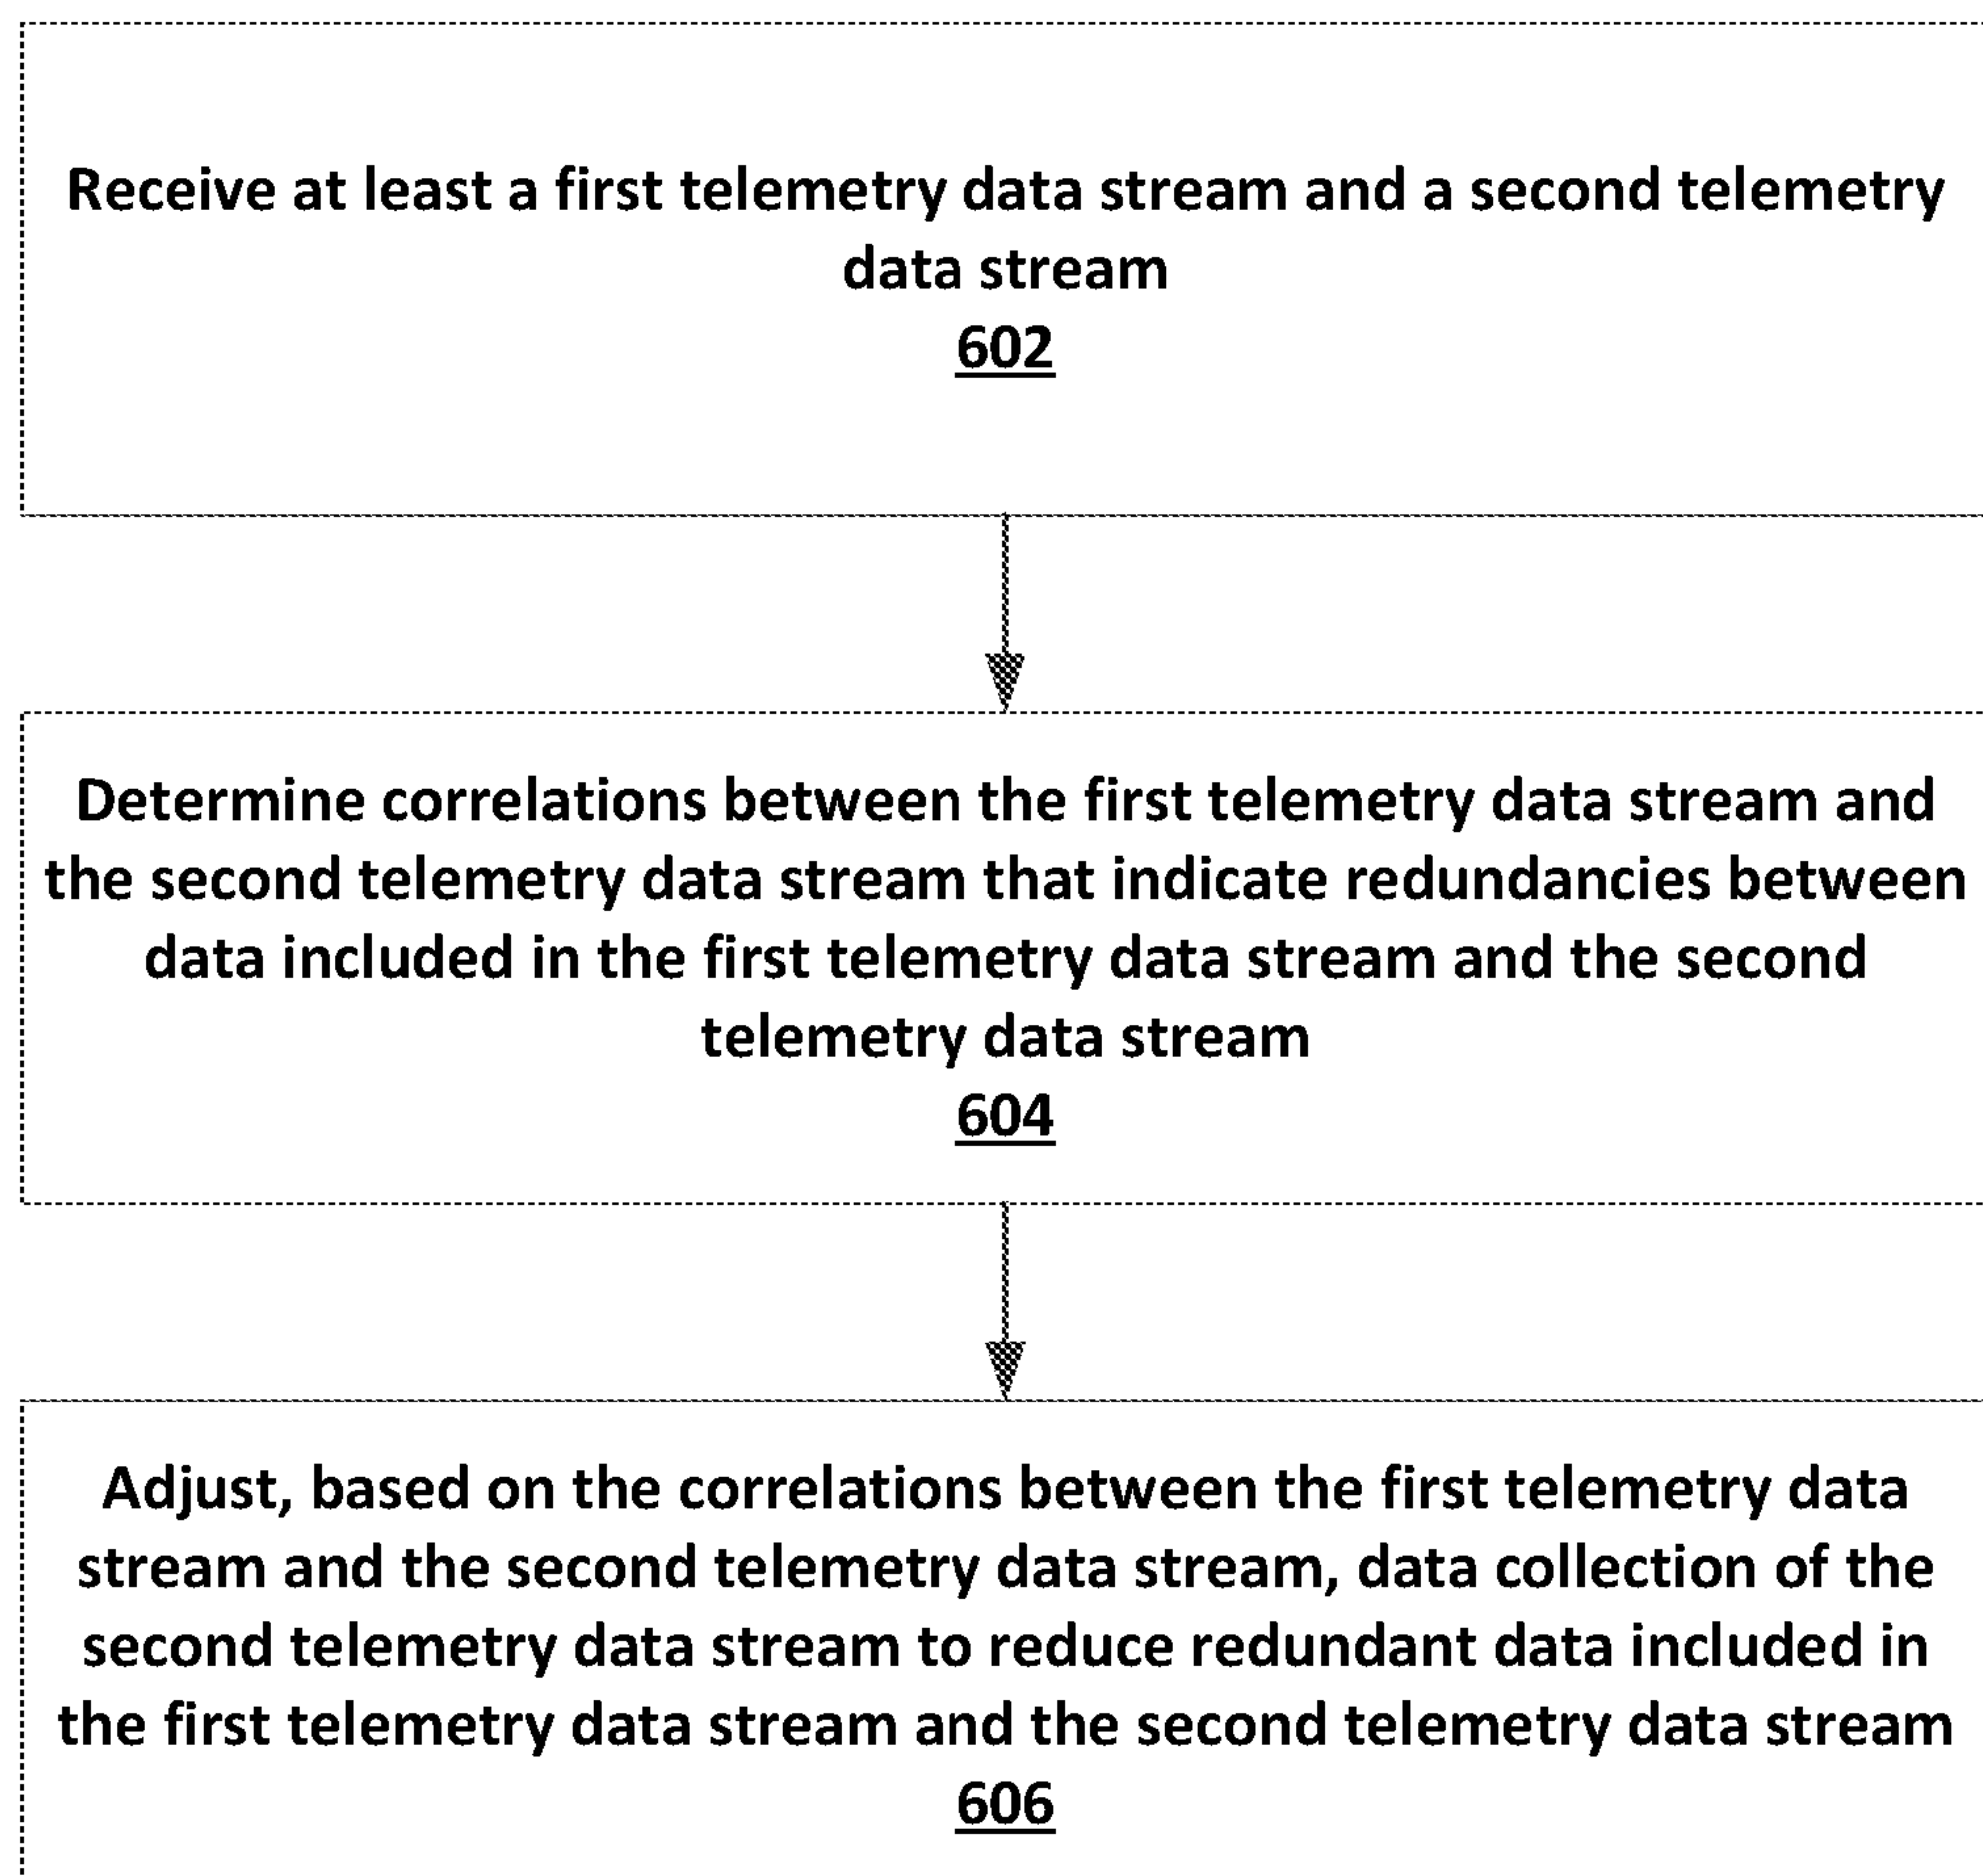 Receive at least a first telemetry data stream and a second telemetry
data stream
602
Determine correlations between the first telemetry data stream and
the second telemetry data stream that indicate redundancies between
data included in the first telemetry data stream and the second
telemetry data stream
604
Adjust, based on the correlations between the first telemetry data
stream and the second telemetry data stream, data collection of the
second telemetry data stream to reduce redundant data included in
the first telemetry data stream and the second telemetry data stream
606